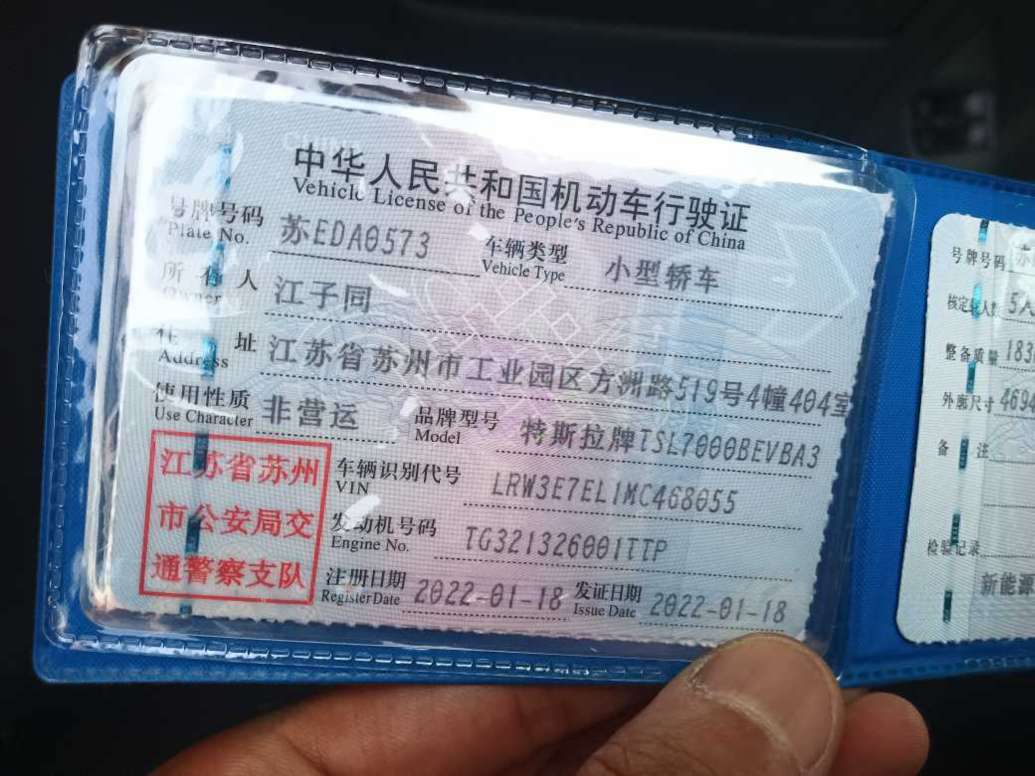 中华人民共和国机动车行驶证
Vehicle License of the People's Republic of China
号牌号码 苏EDA0573 车辆类型 小型轿车
Plate No. Vehicle Type
所有人 江子同
Owner
住址 江苏省苏州市工业园区方洲路519号4幢404室
Address
使用性质 非营运 品牌型号 特斯拉牌TSL7000BEVBA3
Use Character Model
江苏省苏州
市公安局交
通警察支队
车辆识别代号 LRW3E7EL1MC468055
VIN
发动机号码 TG321326001TTP
Engine No.
注册日期 2022-01-18 发证日期 2022-01-18
Register Date Issue Date
号牌号码 苏
核定载人数 5人
整备质量 183
外廓尺寸 4694
备注
检验记录
新能源